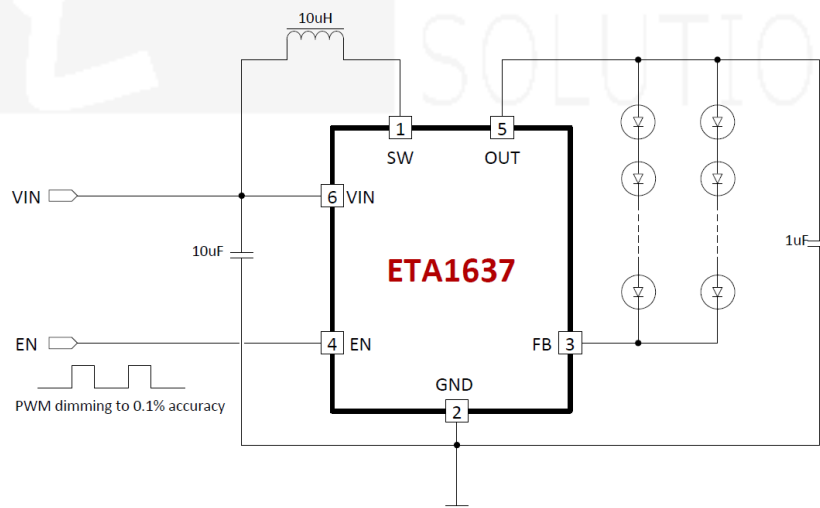 SOLUTIO
10uH
1
5
SW
OUT
VIN
6
VIN
10uF
1uF
ETA1637
EN
4
EN
FB
3
PWM dimming to 0.1% accuracy
GND
2